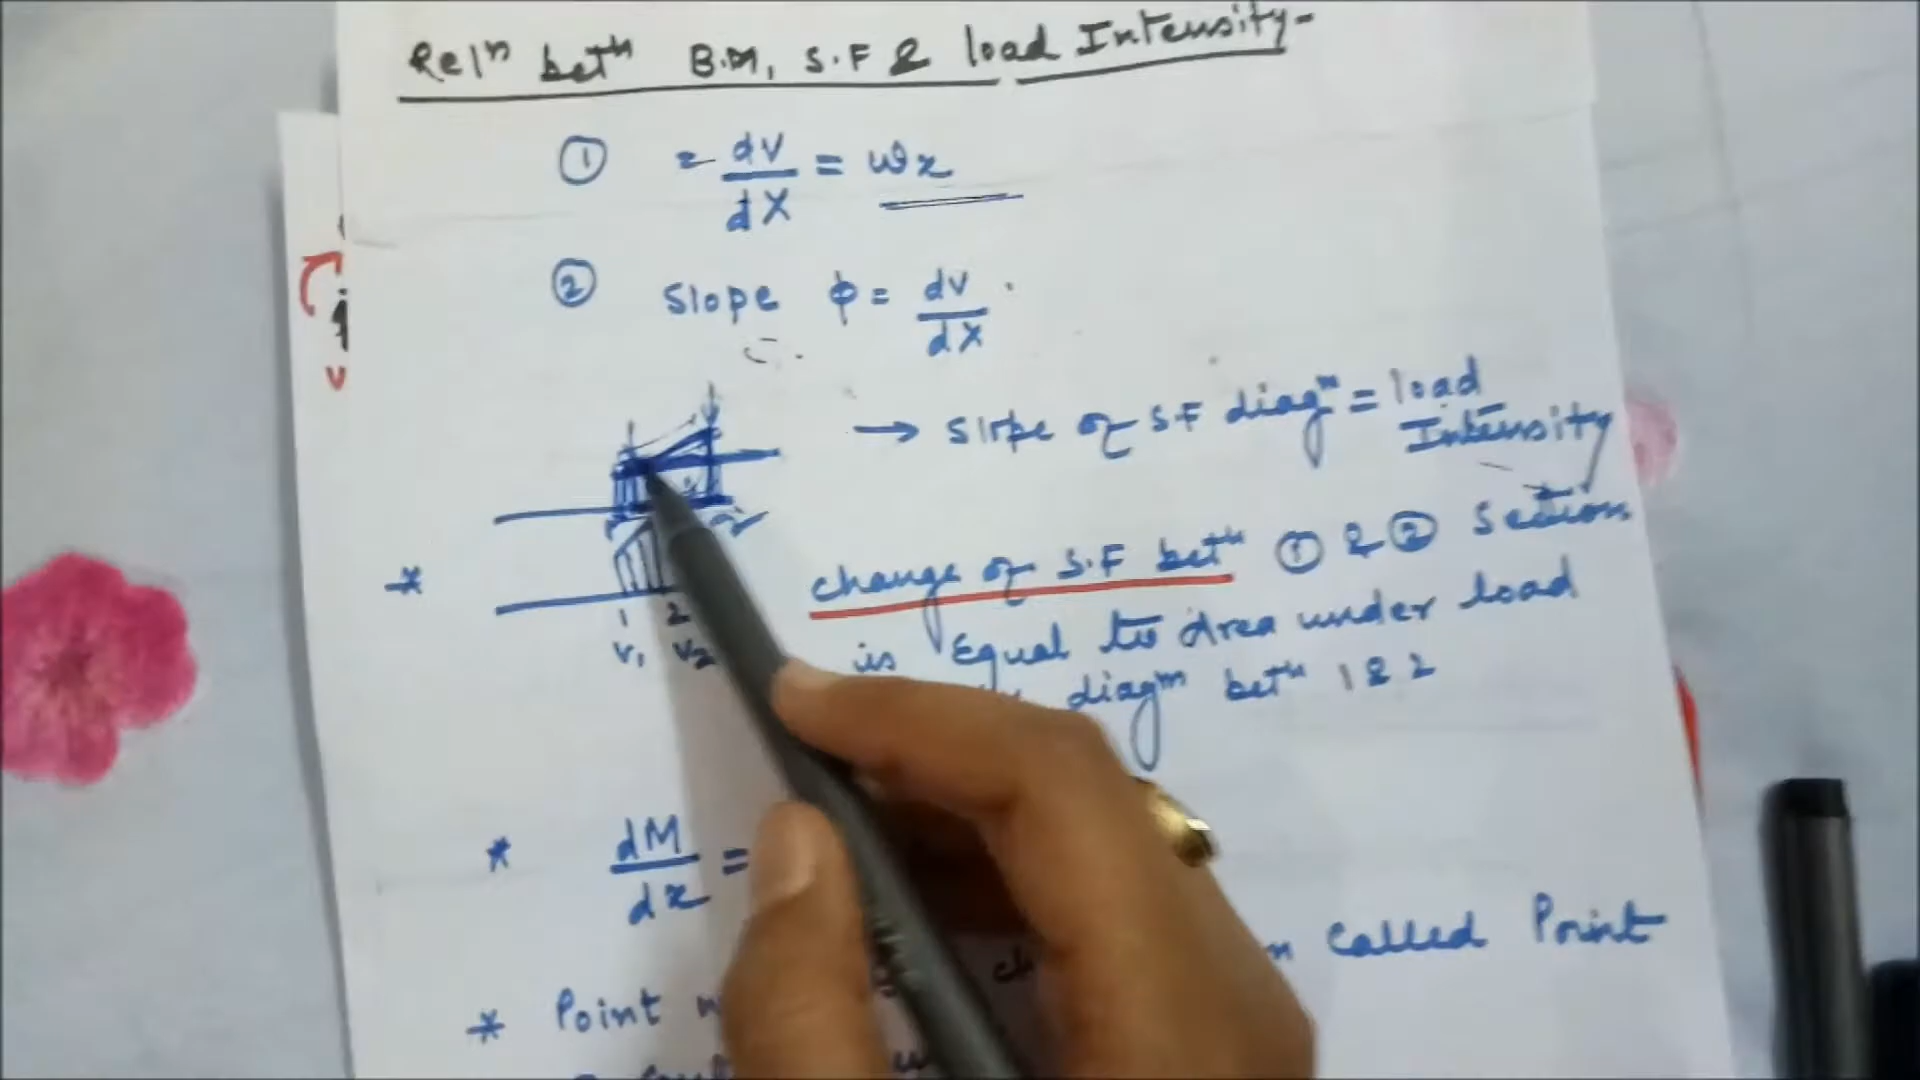 Relⁿ betⁿ B.M, S.F & load Intensity-
① - dV/dX = wx
② Slope φ = dv/dX
→ Slope of S.F diagᵐ = load
Intensity
* change of S.F betⁿ ① & ② Sections
1 2
V₁ V₂ is Equal to Area under load
diagᵐ betⁿ 1 & 2
* dM/dx =
* Point called Point